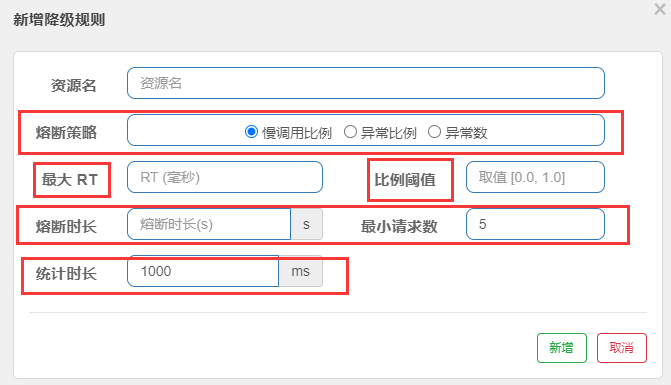 新增降级规则
×
资源名 资源名
熔断策略 慢调用比例 异常比例 异常数
最大 RT RT (毫秒) 比例阈值 取值 [0.0, 1.0]
熔断时长 熔断时长(s) s 最小请求数 5
统计时长 1000 ms
新增 取消